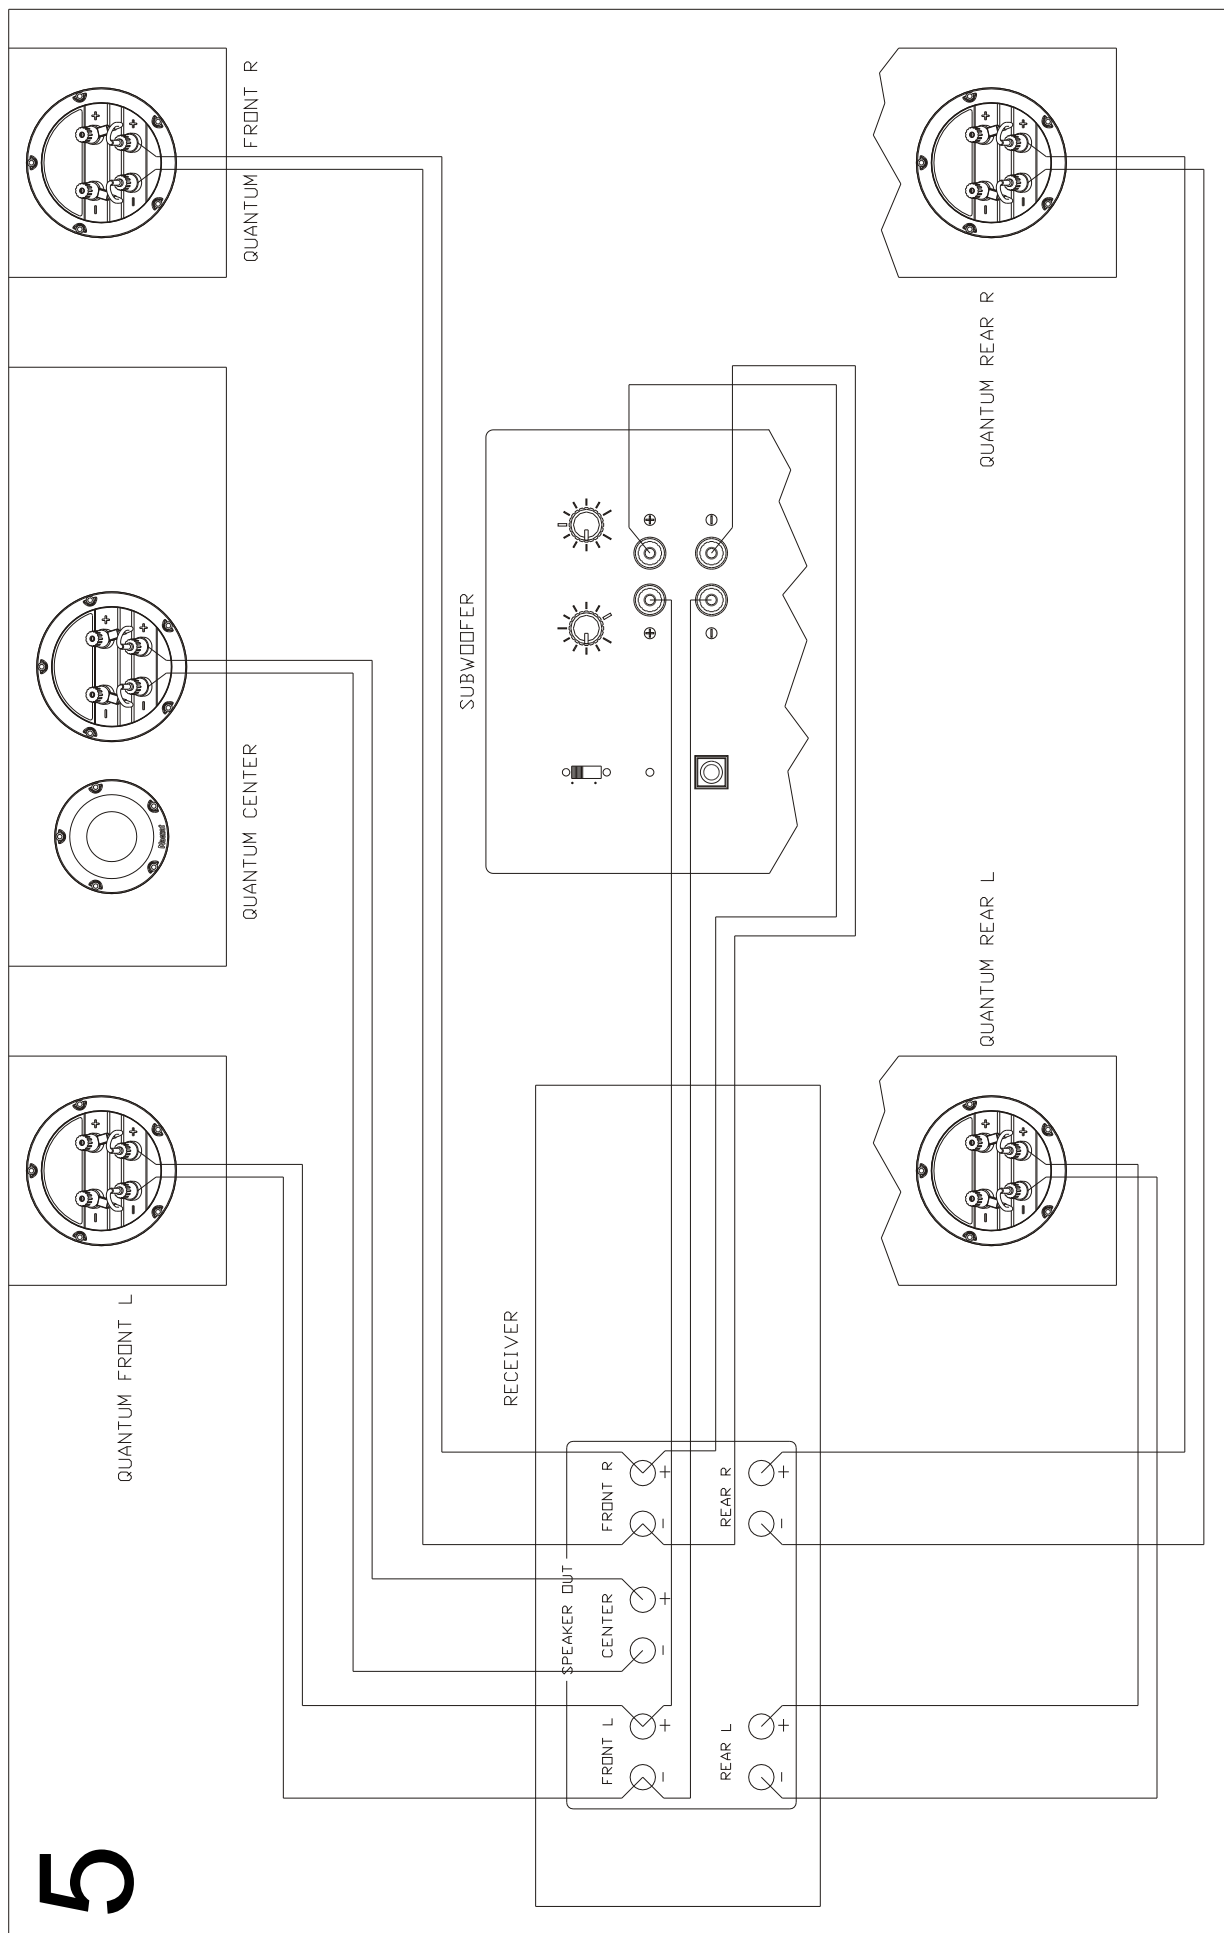 5
QUANTUM FRONT L
QUANTUM CENTER
QUANTUM FRONT R
+
+
-
-
+
+
-
-
+
+
-
-
SUBWOOFER
+
-
+
-
RECEIVER
SPEAKER OUT
FRONT L
CENTER
FRONT R
-
+
-
+
-
+
REAR L
REAR R
-
+
-
+
QUANTUM REAR L
QUANTUM REAR R
+
+
-
-
+
+
-
-